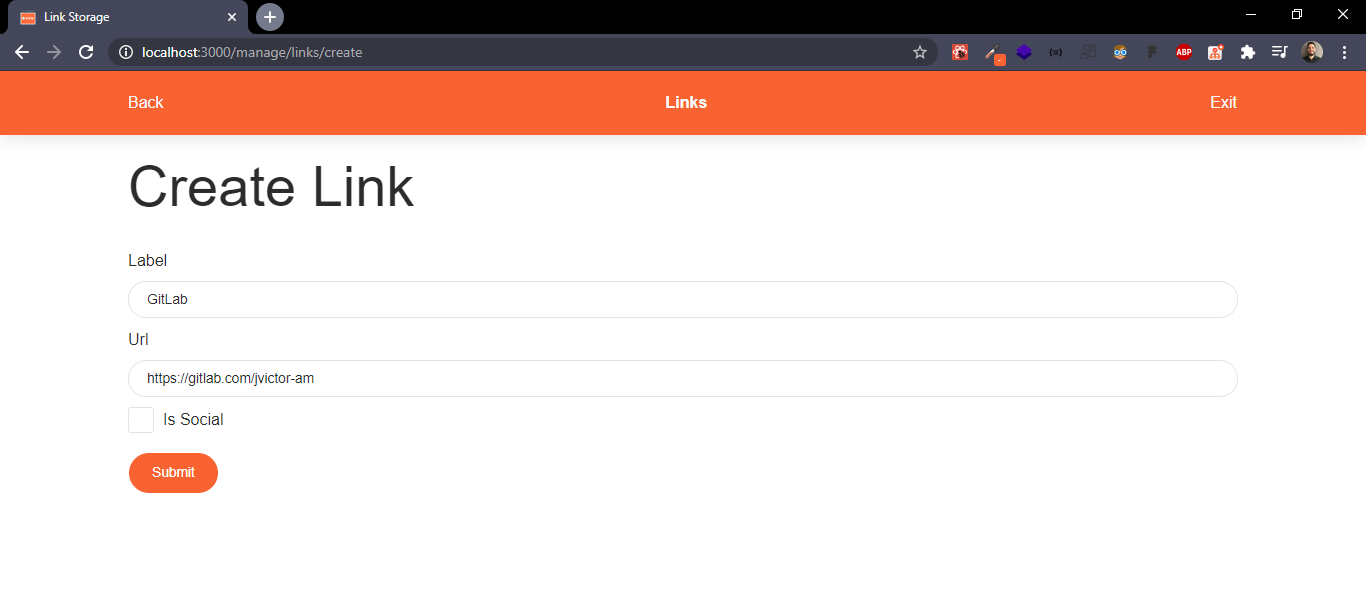 Link Storage
localhost:3000/manage/links/create
ABP
Back Links Exit
Create Link
Label
GitLab
Url
https://gitlab.com/jvictor-am
Is Social
Submit